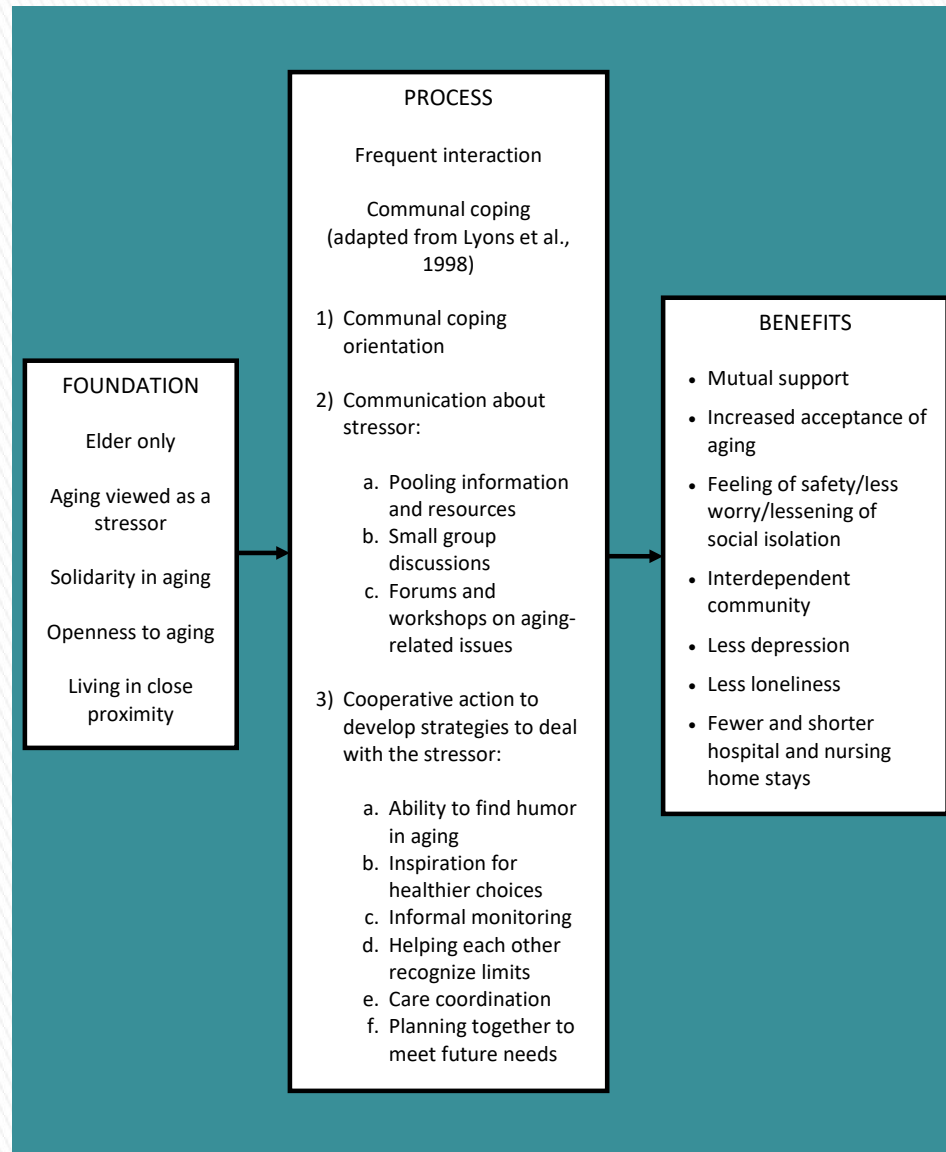 FOUNDATION
Elder only
Aging viewed as a
stressor
Solidarity in aging
Openness to aging
Living in close
proximity
PROCESS
Frequent interaction
Communal coping
(adapted from Lyons et al.,
1998)
1) Communal coping
orientation
2) Communication about
stressor:
a. Pooling information
and resources
b. Small group
discussions
c. Forums and
workshops on aging-
related issues
3) Cooperative action to
develop strategies to deal
with the stressor:
a. Ability to find humor
in aging
b. Inspiration for
healthier choices
c. Informal monitoring
d. Helping each other
recognize limits
e. Care coordination
f. Planning together to
meet future needs
BENEFITS
• Mutual support
• Increased acceptance of
aging
• Feeling of safety/less
worry/lessening of
social isolation
• Interdependent
community
• Less depression
• Less loneliness
• Fewer and shorter
hospital and nursing
home stays